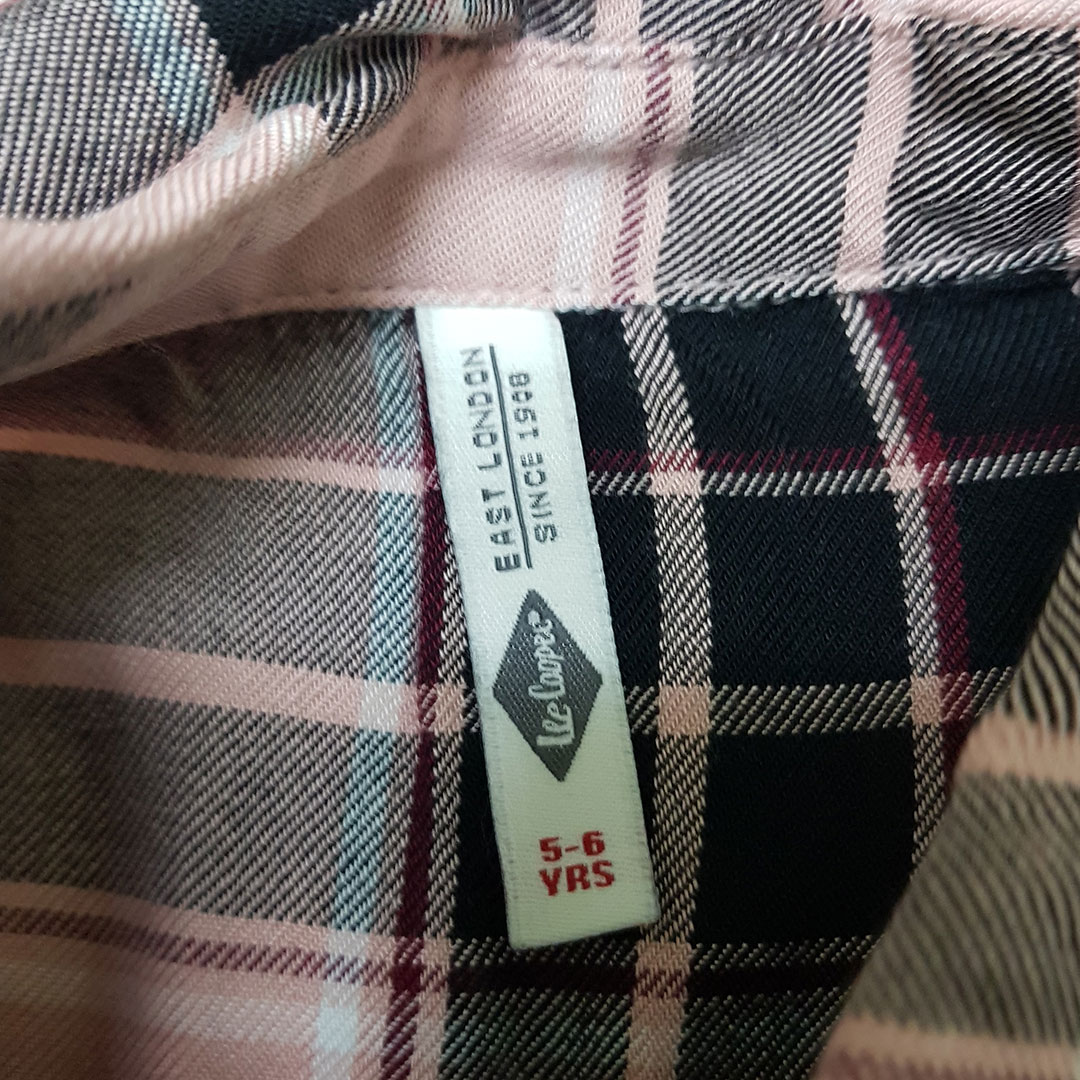 EAST LONDON
SINCE 1908
Lee Cooper
5-6
YRS